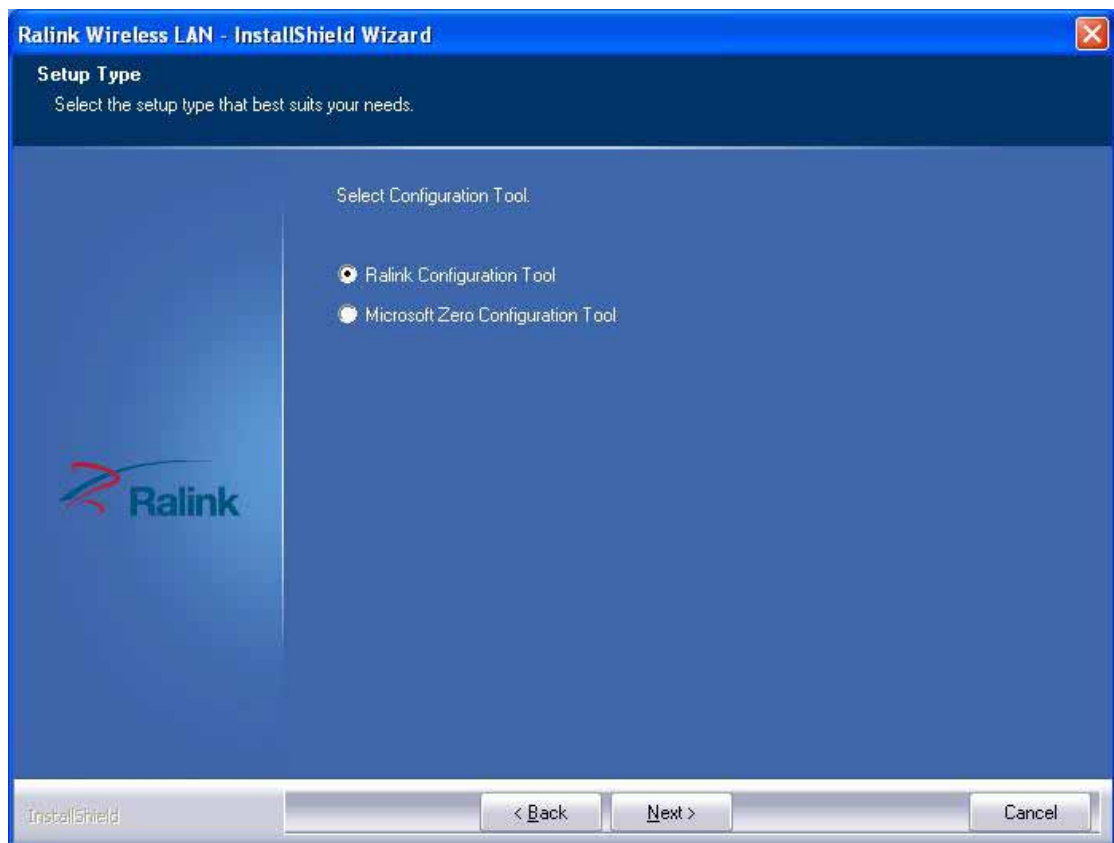 Ralink Wireless LAN - InstallShield Wizard
Setup Type
Select the setup type that best suits your needs.
Select Configuration Tool.
Ralink Configuration Tool
Microsoft Zero Configuration Tool
Ralink
InstallShield
< Back
Next >
Cancel